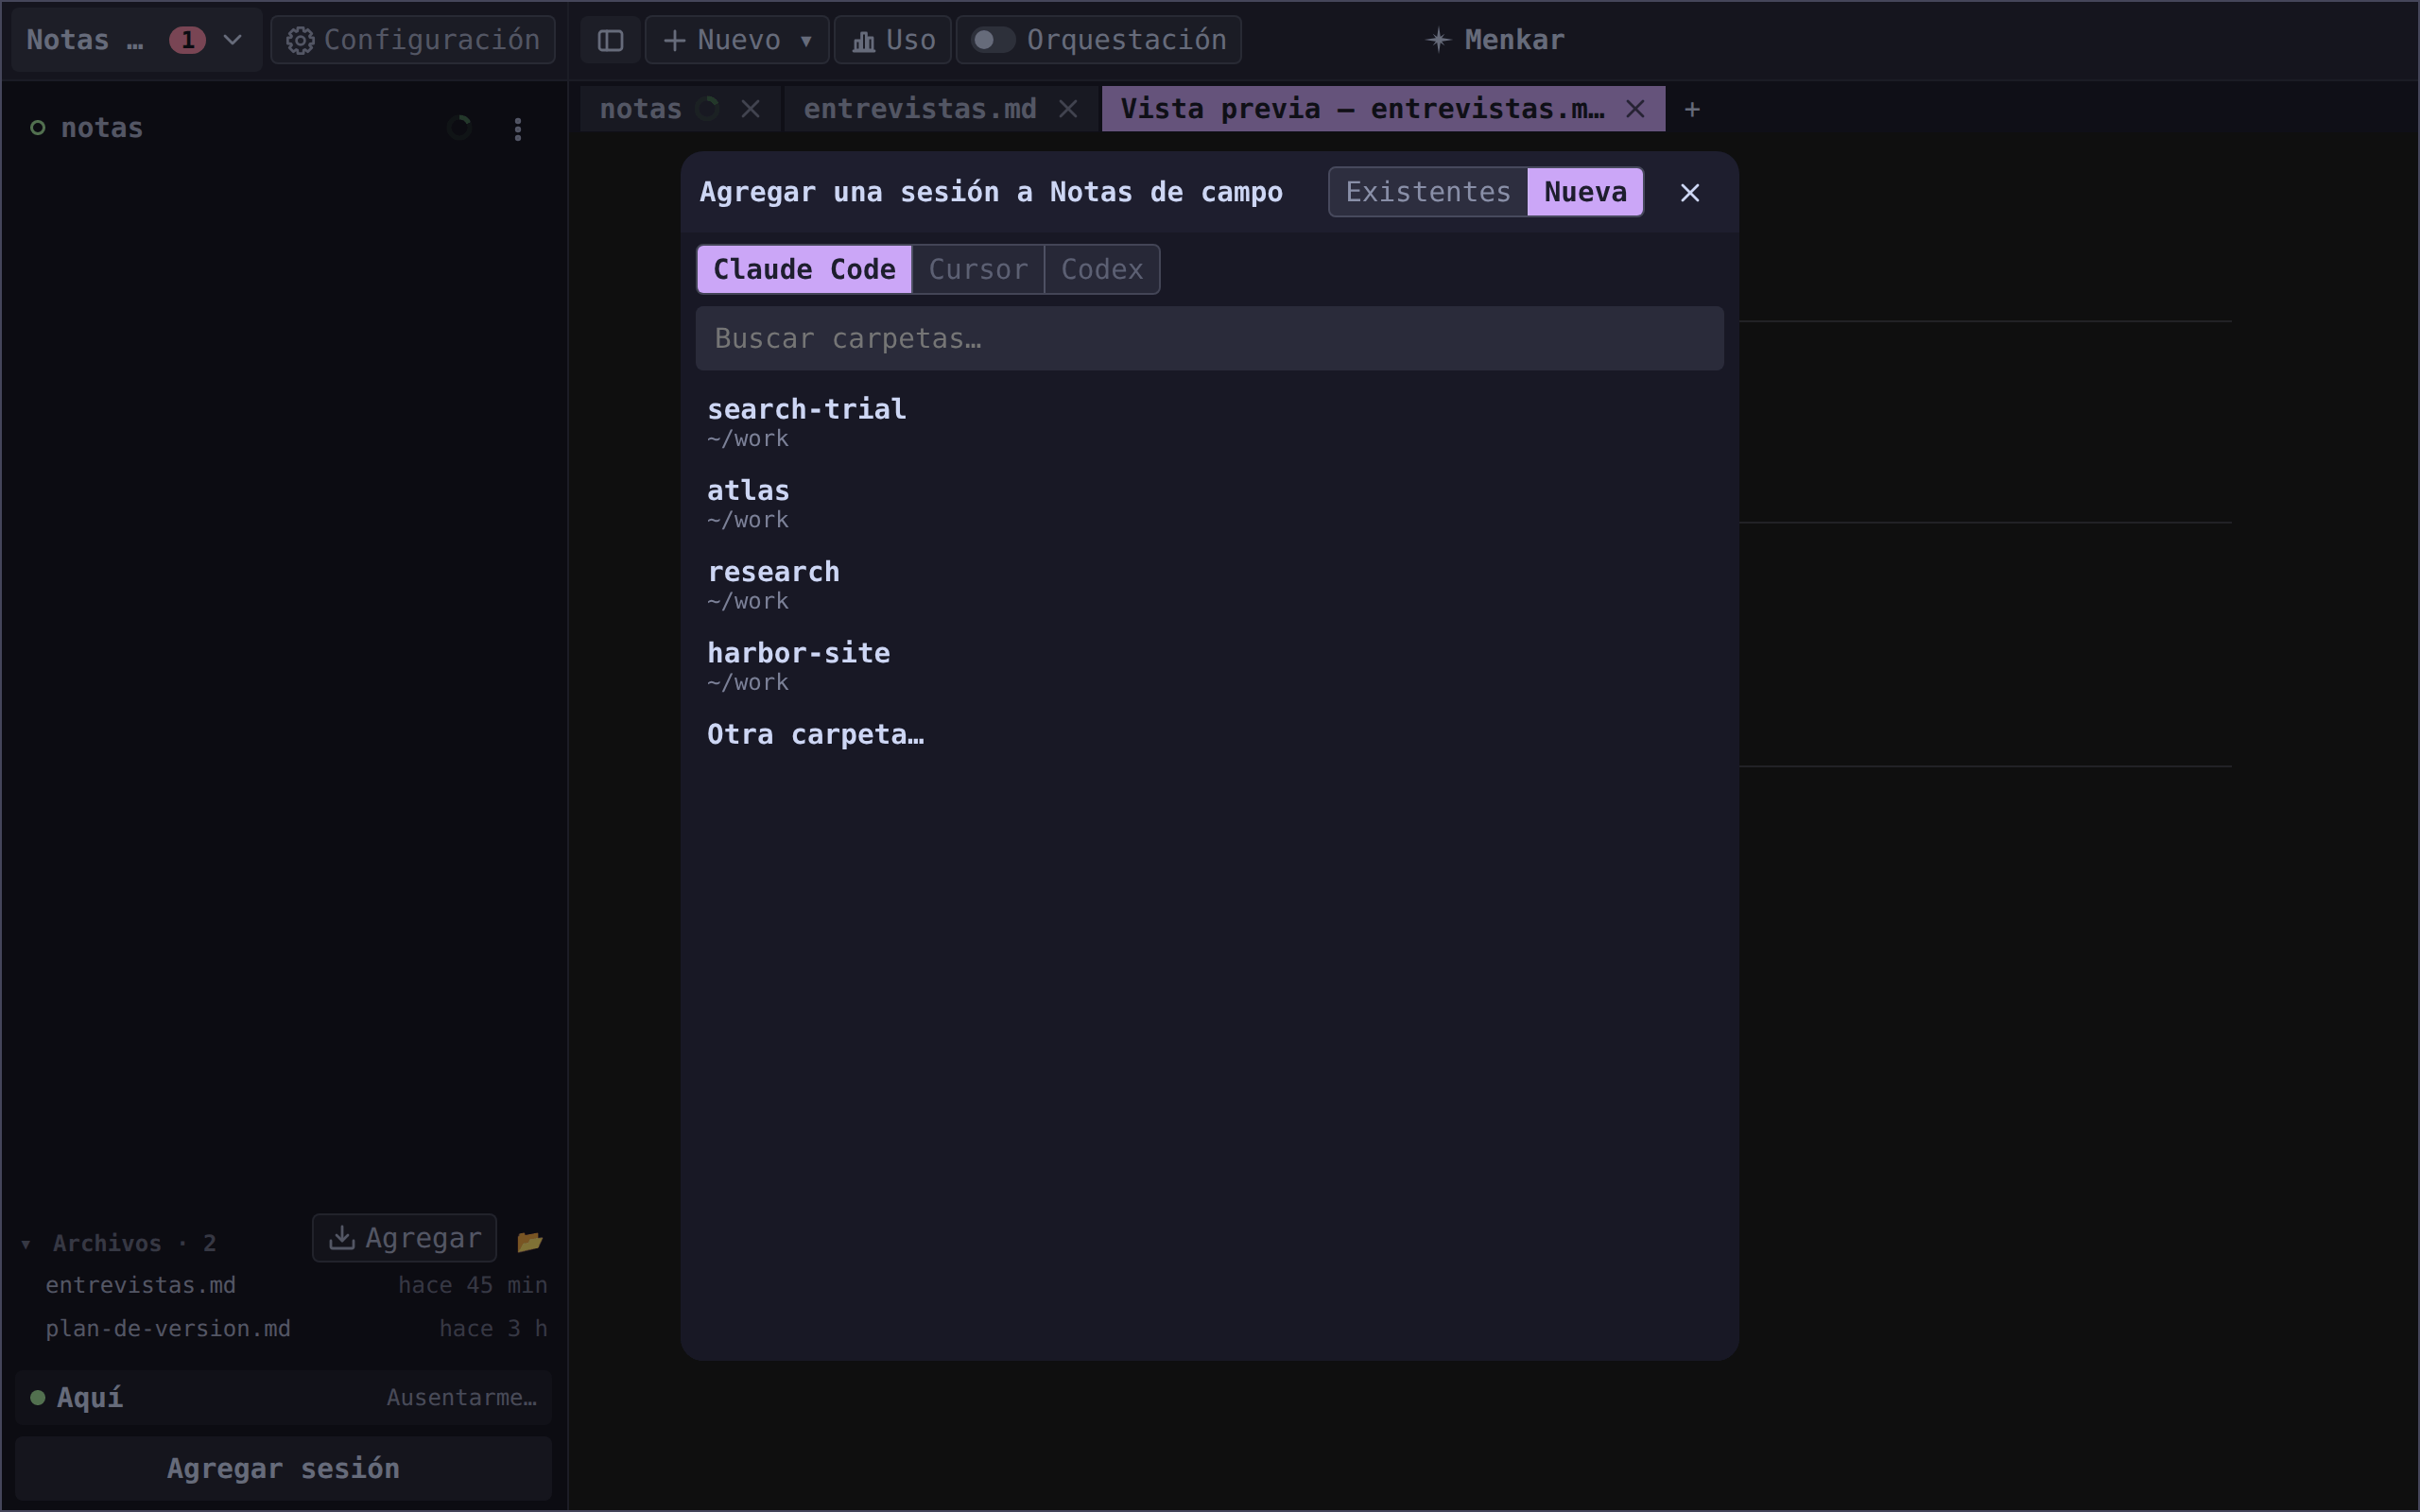 Notas … 1 Configuración Nuevo ▾ Uso Orquestación Menkar
notas entrevistas.md Vista previa — entrevistas.m… +
notas
Agregar una sesión a Notas de campo Existentes Nueva
Claude Code Cursor Codex
Buscar carpetas…
search-trial
~/work
atlas
~/work
research
~/work
harbor-site
~/work
Otra carpeta…
▾ Archivos · 2 Agregar
entrevistas.md hace 45 min
plan-de-version.md hace 3 h
Aquí Ausentarme…
Agregar sesión